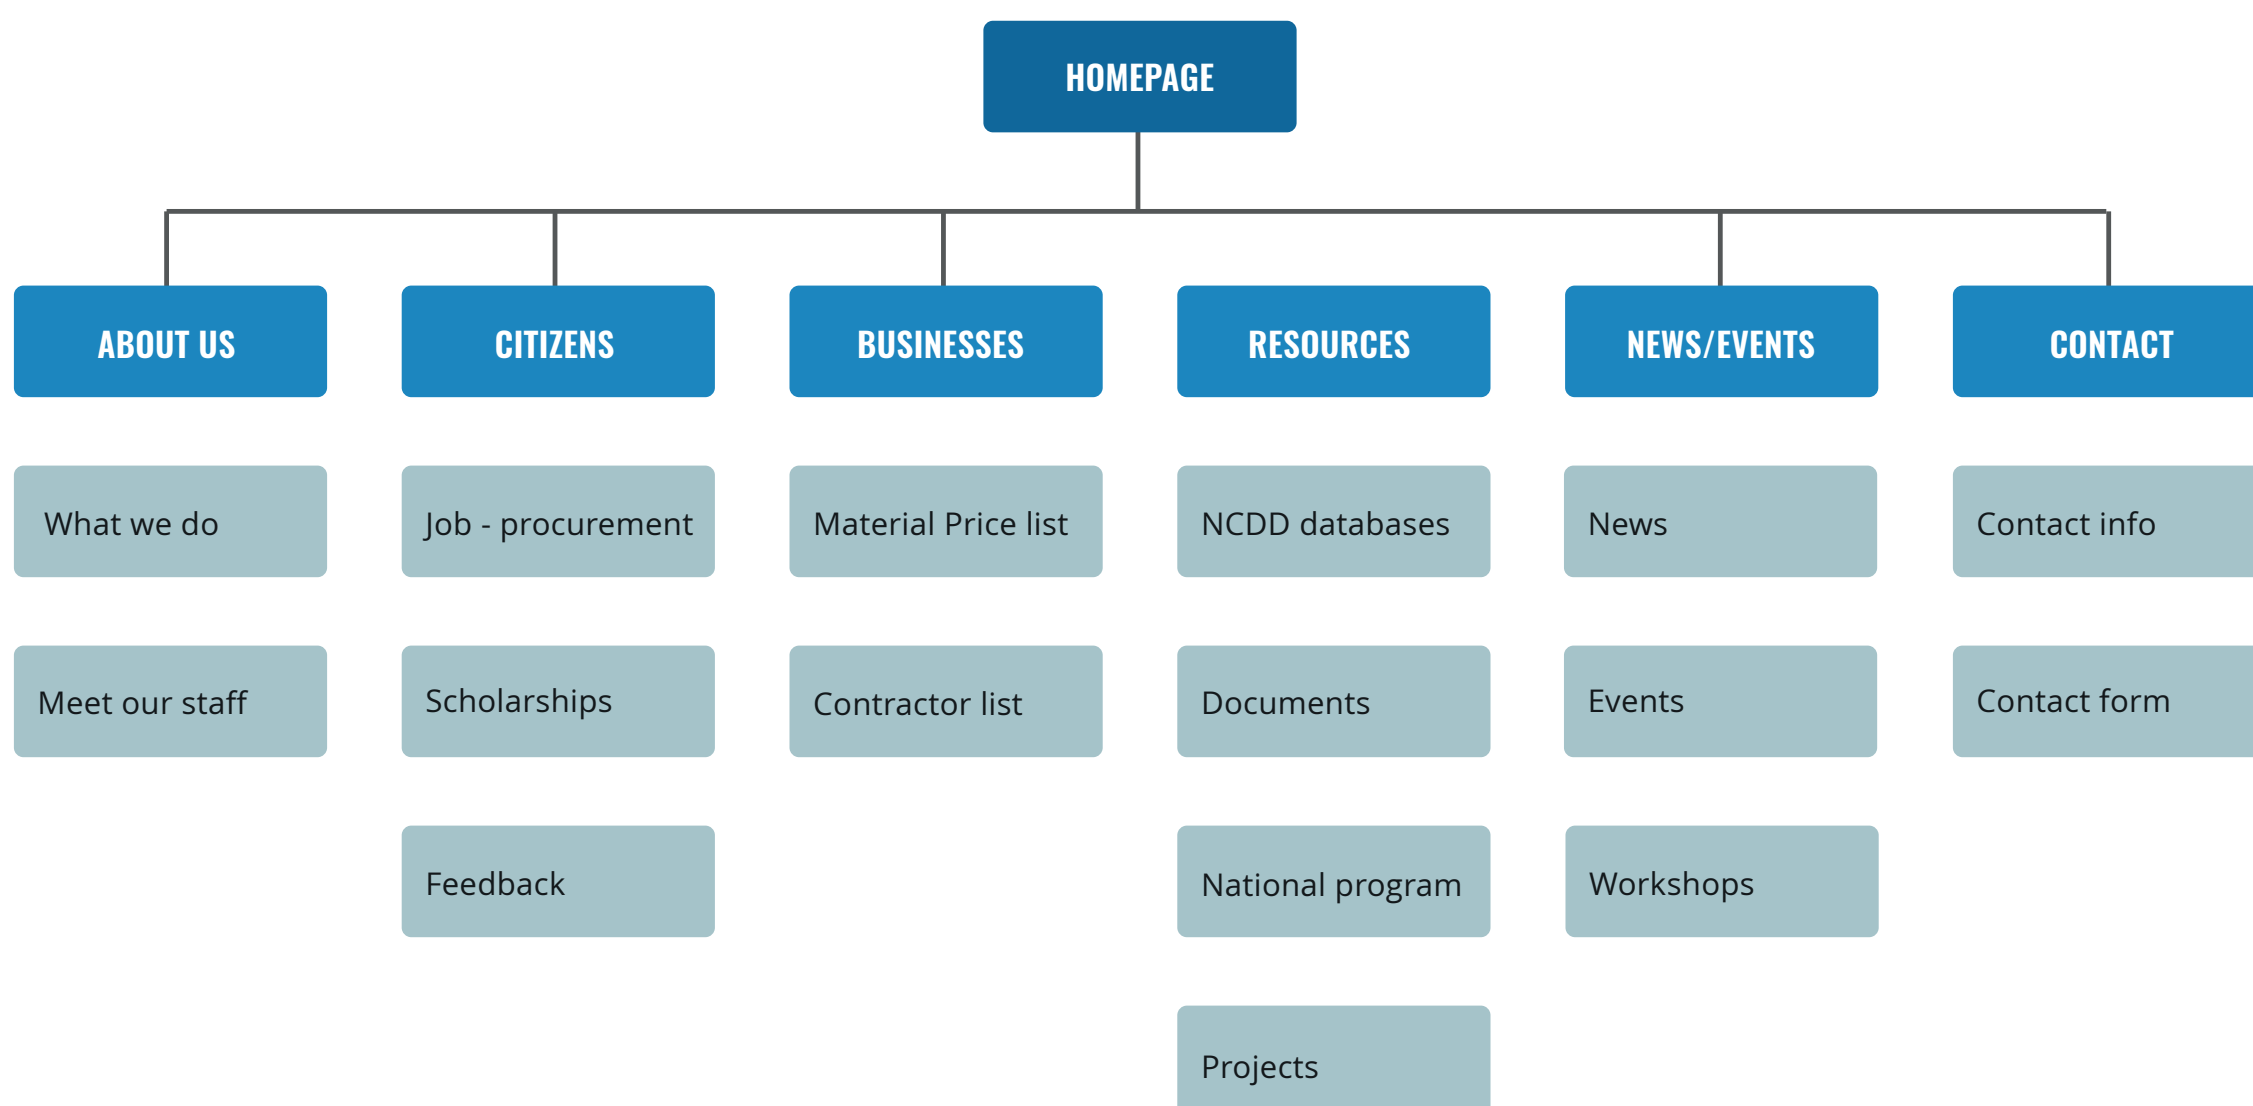 HOMEPAGE
ABOUT US
CITIZENS
BUSINESSES
RESOURCES
NEWS/EVENTS
CONTACT
What we do
Job - procurement
Material Price list
NCDD databases
News
Contact info
Meet our staff
Scholarships
Contractor list
Documents
Events
Contact form
Feedback
National program
Workshops
Projects